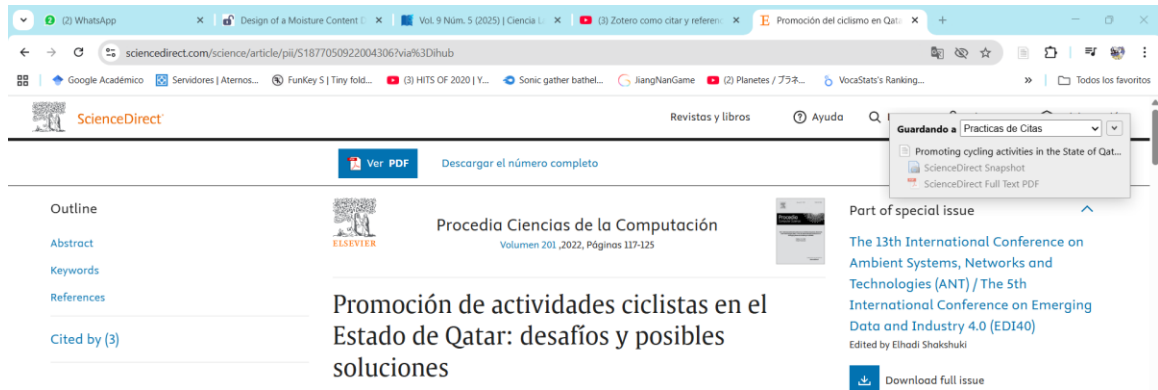 (2) WhatsApp
Design of a Moisture Content D
Vol. 9 Núm. 5 (2025) | Ciencia L
(3) Zotero como citar y referenc
Promoción del ciclismo en Qata
sciencedirect.com/science/article/pii/S1877050922004306?via%3Dihub
Google Académico
Servidores | Aternos...
FunKey S | Tiny fold...
(3) HITS OF 2020 | Y...
Sonic gather bathel...
JiangNanGame
(2) Planetes / プラネ...
VocaStats's Ranking...
Todos los favoritos
ScienceDirect
Revistas y libros
Ayuda
Guardando a Practicas de Citas
Promoting cycling activities in the State of Qat...
ScienceDirect Snapshot
ScienceDirect Full Text PDF
Ver PDF
Descargar el número completo
Outline
Abstract
Keywords
References
Cited by (3)
ELSEVIER
Procedia Ciencias de la Computación
Volumen 201 ,2022, Páginas 117-125
Promoción de actividades ciclistas en el
Estado de Qatar: desafíos y posibles
soluciones
Part of special issue
The 13th International Conference on
Ambient Systems, Networks and
Technologies (ANT) / The 5th
International Conference on Emerging
Data and Industry 4.0 (EDI40)
Edited by Elhadi Shakshuki
Download full issue